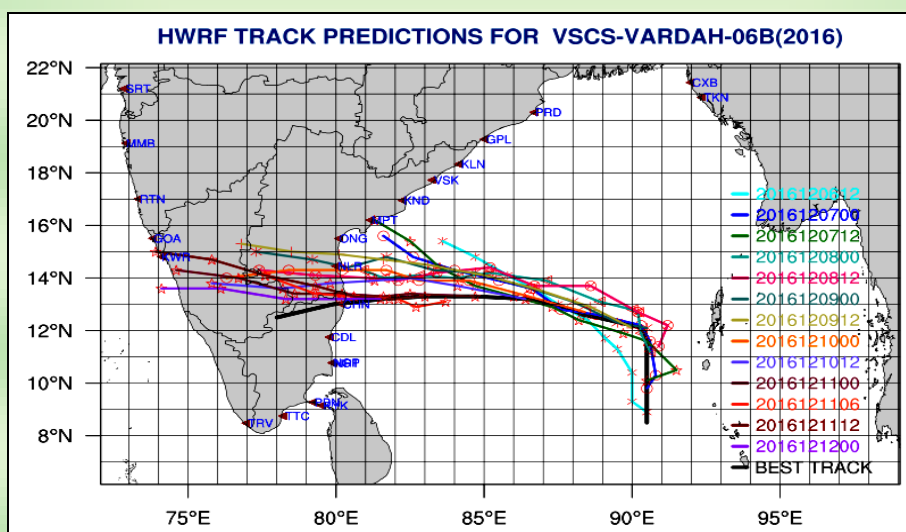 HWRF TRACK PREDICTIONS FOR VSCS-VARDAH-06B(2016)
22°N
20°N
18°N
16°N
14°N
12°N
10°N
8°N
75°E
80°E
85°E
90°E
95°E
SRT
MMB
RTN
GOA
KWR
CXB
TKN
PRD
GPL
KLN
VSK
KND
MPT
ONG
NLR
CHN
CDL
PBN
TTC
TRV
2016120612
2016120700
2016120712
2016120800
2016120812
2016120900
2016120912
2016121000
2016121012
2016121100
2016121106
2016121112
2016121200
BEST TRACK